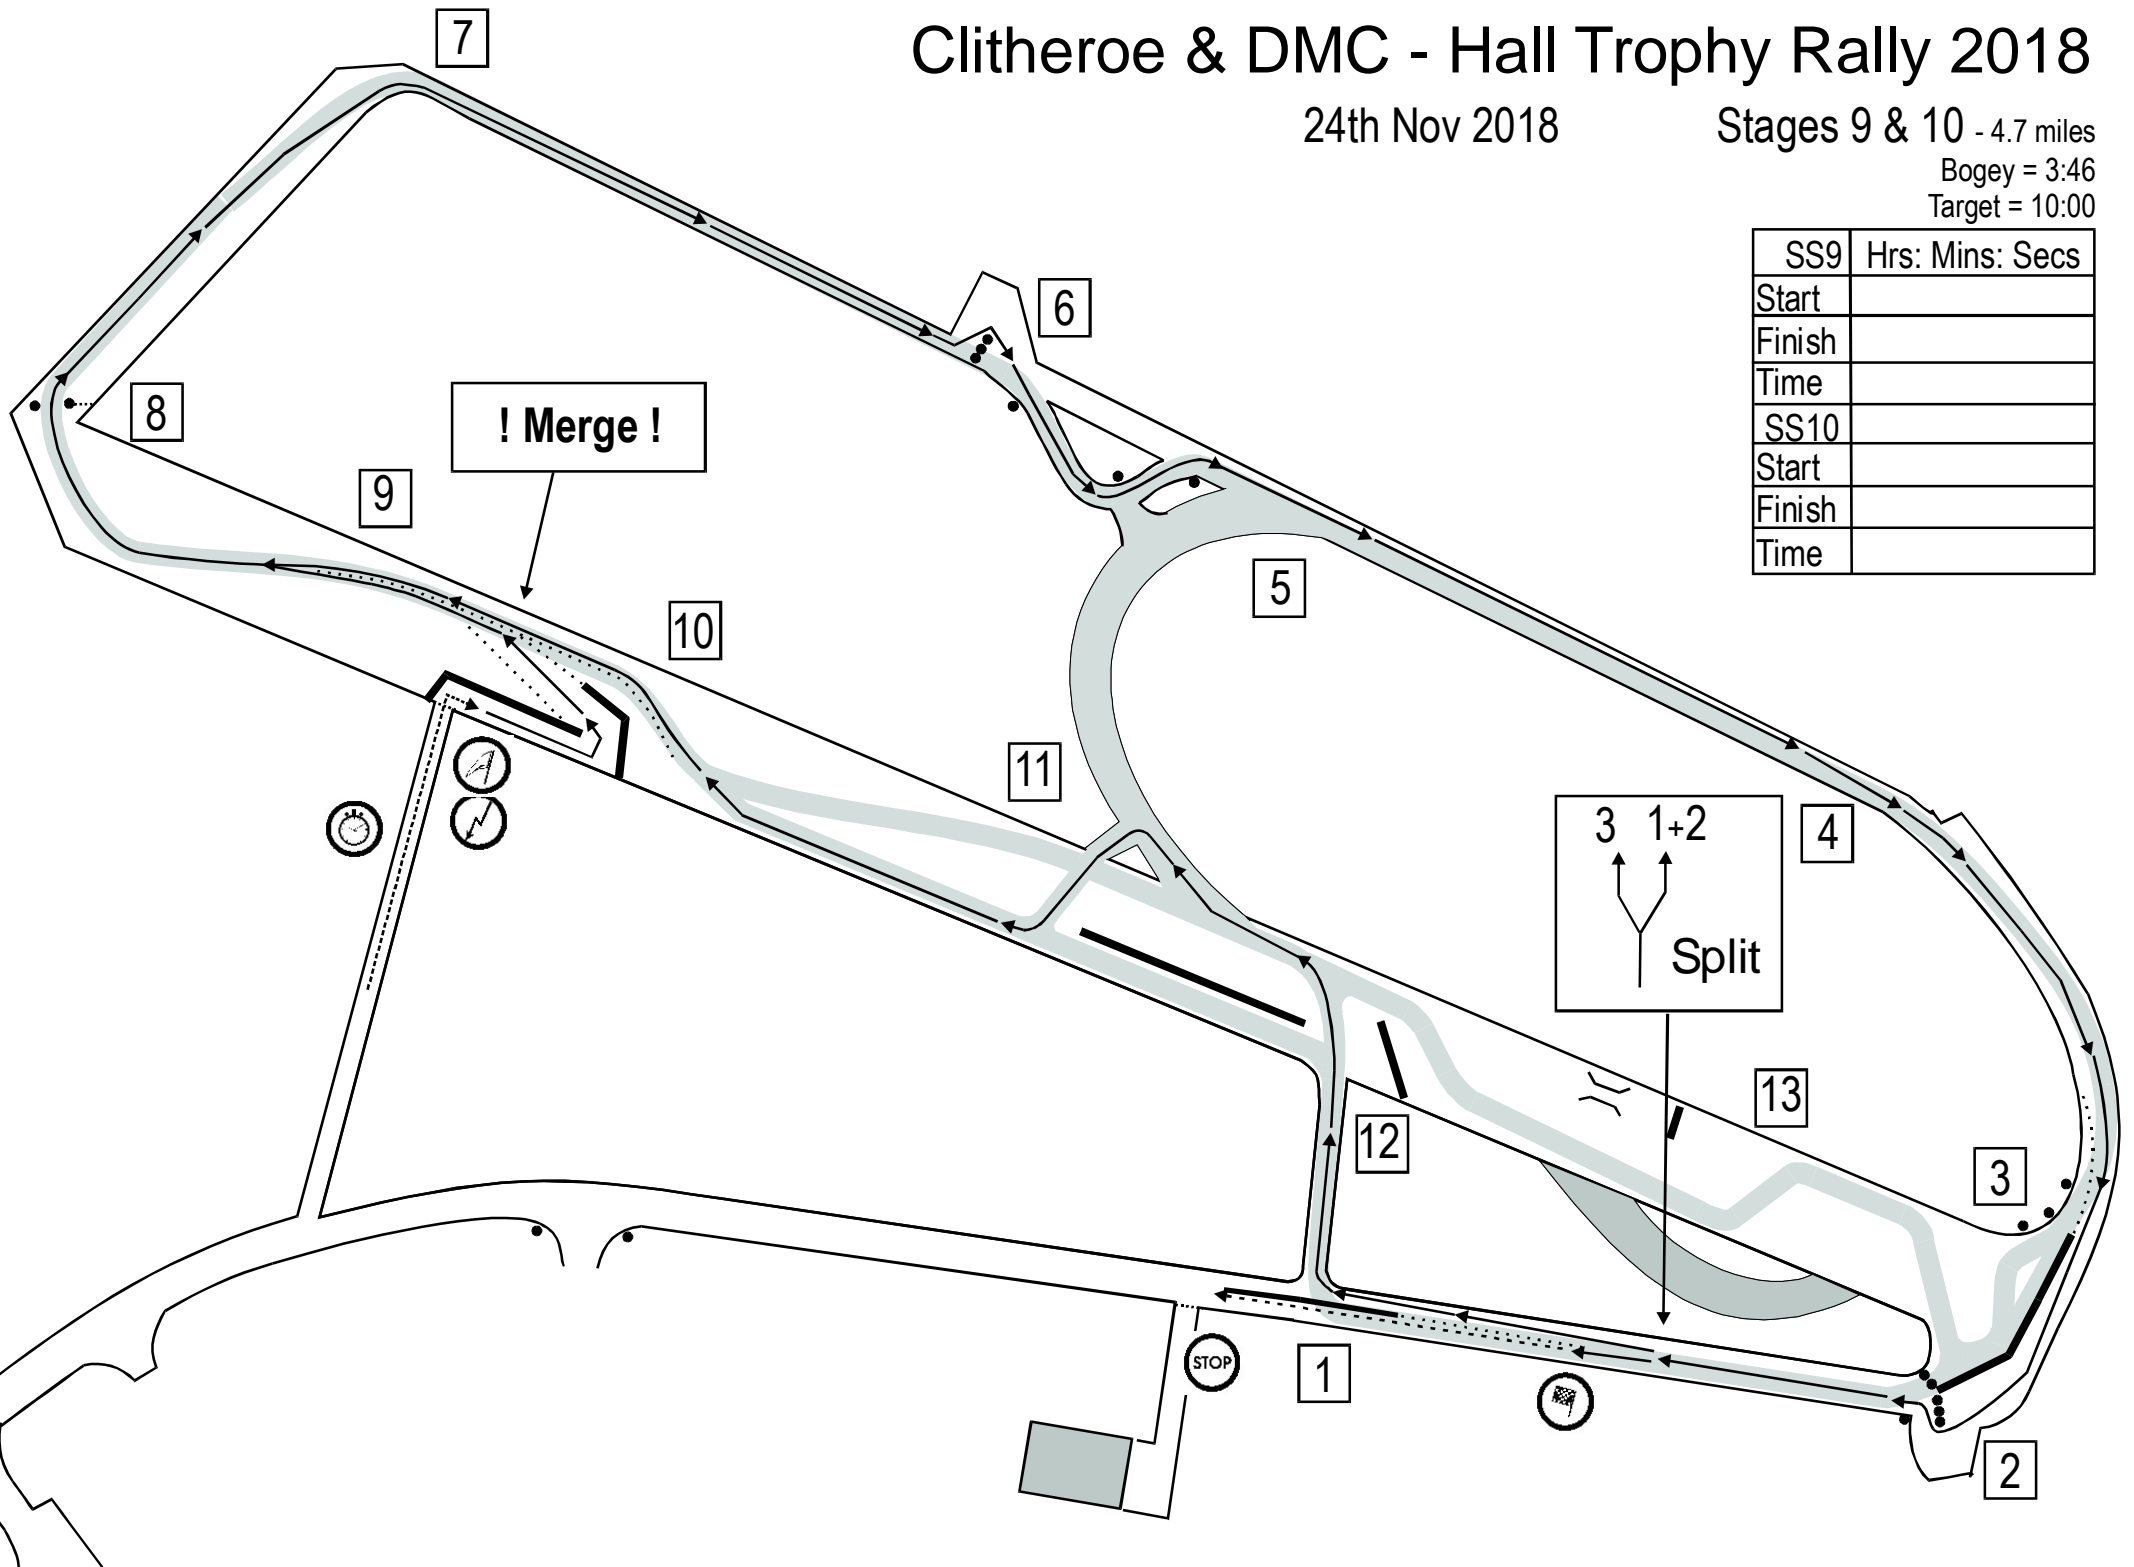 Clitheroe & DMC - Hall Trophy Rally 2018
24th Nov 2018
Stages 9 & 10 - 4.7 miles
Bogey = 3:46
Target = 10:00
SS9 Hrs: Mins: Secs
Start
Finish
Time
SS10
Start
Finish
Time
7
6
8
! Merge !
9
10
5
11
4
3 1+2
Split
13
12
3
STOP
1
2